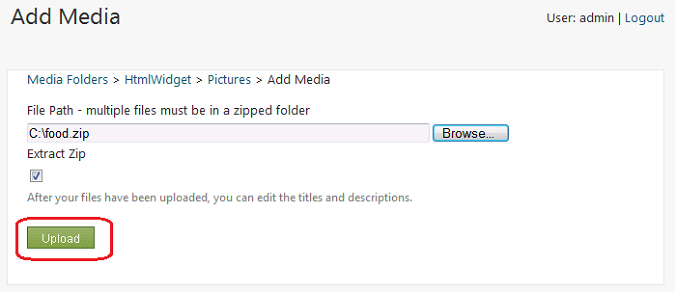 Add Media
User: admin | Logout
Media Folders > HtmlWidget > Pictures > Add Media
File Path - multiple files must be in a zipped folder
C:\food.zip Browse...
Extract Zip
After your files have been uploaded, you can edit the titles and descriptions.
Upload